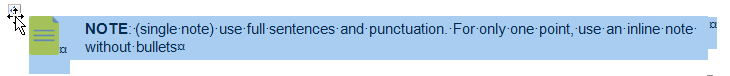 NOTE: (single note) use full sentences and punctuation. For only one point, use an inline note
without bullets¤